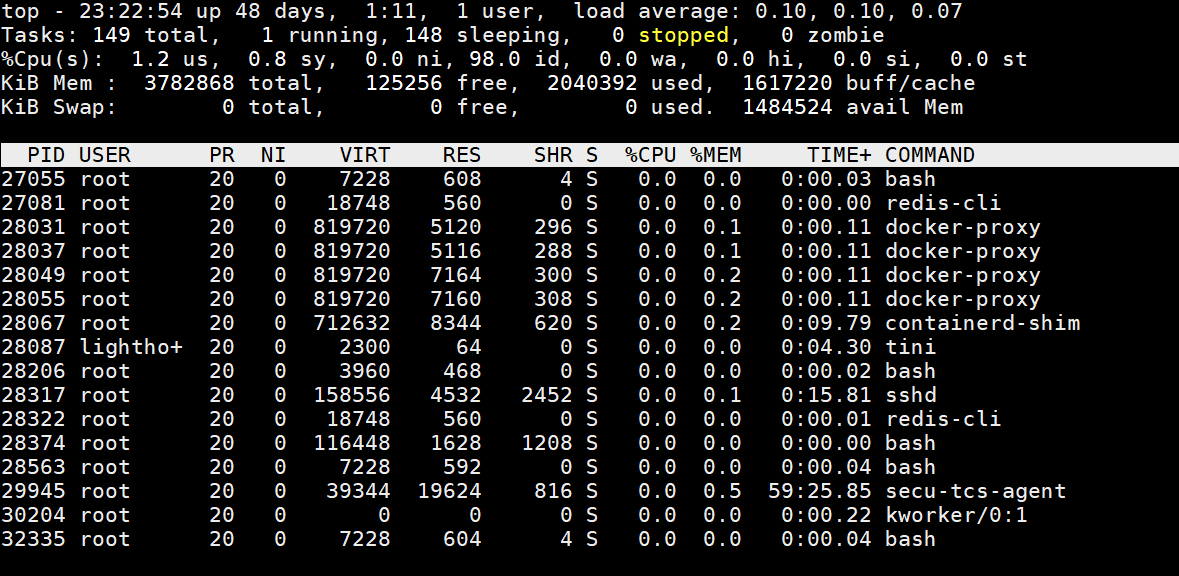 top - 23:22:54 up 48 days,  1:11,  1 user,  load average: 0.10, 0.10, 0.07
Tasks: 149 total,   1 running, 148 sleeping,   0 stopped,   0 zombie
%Cpu(s):  1.2 us,  0.8 sy,  0.0 ni, 98.0 id,  0.0 wa,  0.0 hi,  0.0 si,  0.0 st
KiB Mem :  3782868 total,   125256 free,  2040392 used,  1617220 buff/cache
KiB Swap:        0 total,        0 free,        0 used.  1484524 avail Mem
  PID USER      PR  NI    VIRT    RES    SHR S  %CPU %MEM     TIME+ COMMAND
27055 root      20   0    7228    608      4 S   0.0  0.0   0:00.03 bash
27081 root      20   0   18748    560      0 S   0.0  0.0   0:00.00 redis-cli
28031 root      20   0  819720   5120    296 S   0.0  0.1   0:00.11 docker-proxy
28037 root      20   0  819720   5116    288 S   0.0  0.1   0:00.11 docker-proxy
28049 root      20   0  819720   7164    300 S   0.0  0.2   0:00.11 docker-proxy
28055 root      20   0  819720   7160    308 S   0.0  0.2   0:00.11 docker-proxy
28067 root      20   0  712632   8344    620 S   0.0  0.2   0:09.79 containerd-shim
28087 lightho+  20   0    2300     64      0 S   0.0  0.0   0:04.30 tini
28206 root      20   0    3960    468      0 S   0.0  0.0   0:00.02 bash
28317 root      20   0  158556   4532   2452 S   0.0  0.1   0:15.81 sshd
28322 root      20   0   18748    560      0 S   0.0  0.0   0:00.01 redis-cli
28374 root      20   0  116448   1628   1208 S   0.0  0.0   0:00.00 bash
28563 root      20   0    7228    592      0 S   0.0  0.0   0:00.04 bash
29945 root      20   0   39344  19624    816 S   0.0  0.5  59:25.85 secu-tcs-agent
30204 root      20   0       0      0      0 S   0.0  0.0   0:00.22 kworker/0:1
32335 root      20   0    7228    604      4 S   0.0  0.0   0:00.04 bash